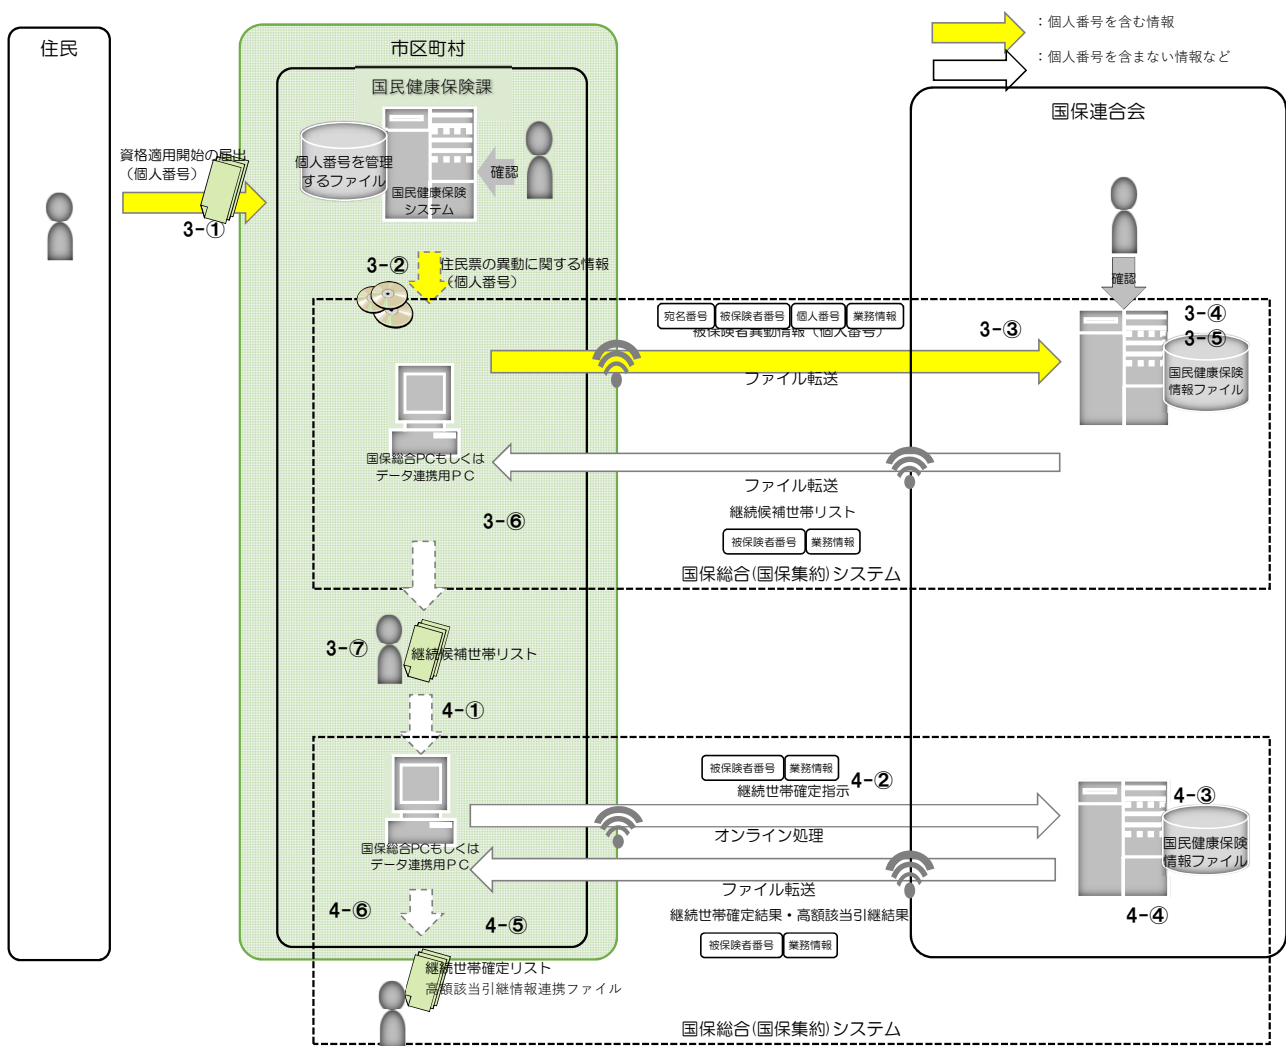 ：個人番号を含む情報
：個人番号を含まない情報など
住民
市区町村
国民健康保険課
国保連合会
資格適用開始の届出
（個人番号）
3-①
個人番号を管理
するファイル
国民健康保険
システム
確認
確認
3-②
住民票の異動に関する情報
（個人番号）
宛名番号
被保険者番号
個人番号
業務情報
被保険者異動情報（個人番号）
3-③
ファイル転送
3-④
3-⑤
国民健康保険
情報ファイル
国保総合PCもしくは
データ連携用ＰＣ
ファイル転送
継続候補世帯リスト
被保険者番号
業務情報
3-⑥
国保総合(国保集約)システム
3-⑦
継続候補世帯リスト
4-①
被保険者番号
業務情報
継続世帯確定指示
4-②
オンライン処理
4-③
国民健康保険
情報ファイル
国保総合PCもしくは
データ連携用ＰＣ
ファイル転送
継続世帯確定結果・高額該当引継結果
被保険者番号
業務情報
4-④
4-⑥
4-⑤
継続世帯確定リスト
高額該当引継情報連携ファイル
国保総合(国保集約)システム